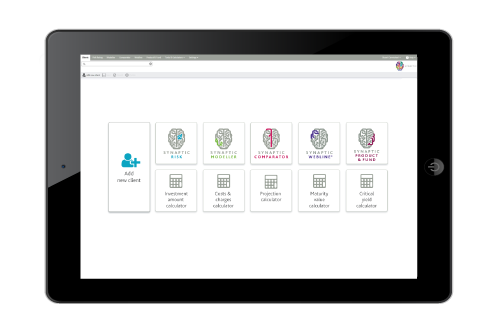 SYNAPTIC
RISK
SYNAPTIC
MODELLER
SYNAPTIC
COMPARATOR
SYNAPTIC
WEBLINE
SYNAPTIC
PRODUCT
& FUND
Add
new client
Investment
amount
calculator
Costs &
charges
calculator
Projection
calculator
Maturity
value
calculator
Critical
yield
calculator